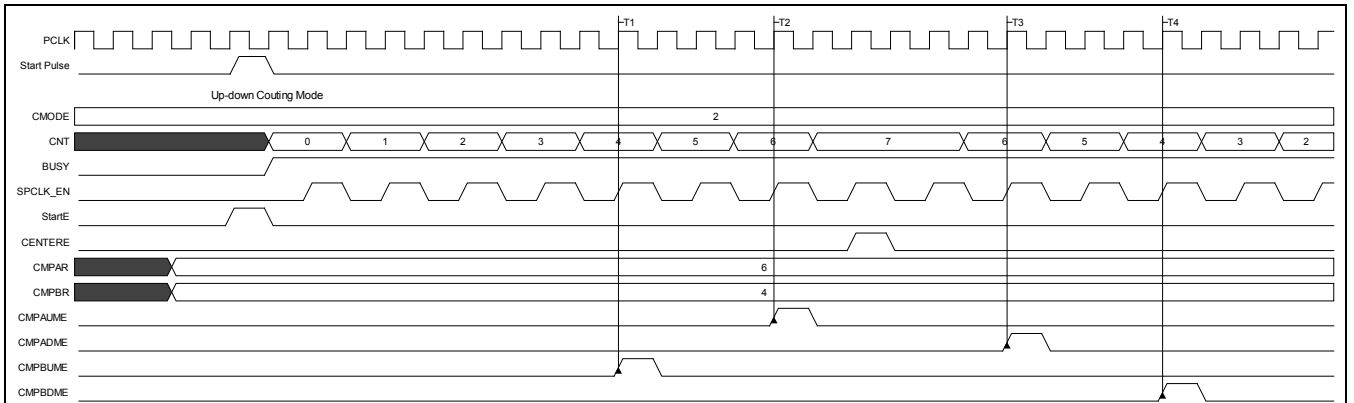 T1 T2 T3 T4
PCLK
Start Pulse
Up-down Couting Mode
CMODE 2
CNT 0 1 2 3 4 5 6 7 6 5 4 3 2
BUSY
SPCLK_EN
StartE
CENTERE
CMPAR 6
CMPBR 4
CMPAUME
CMPADME
CMPBUME
CMPBDME